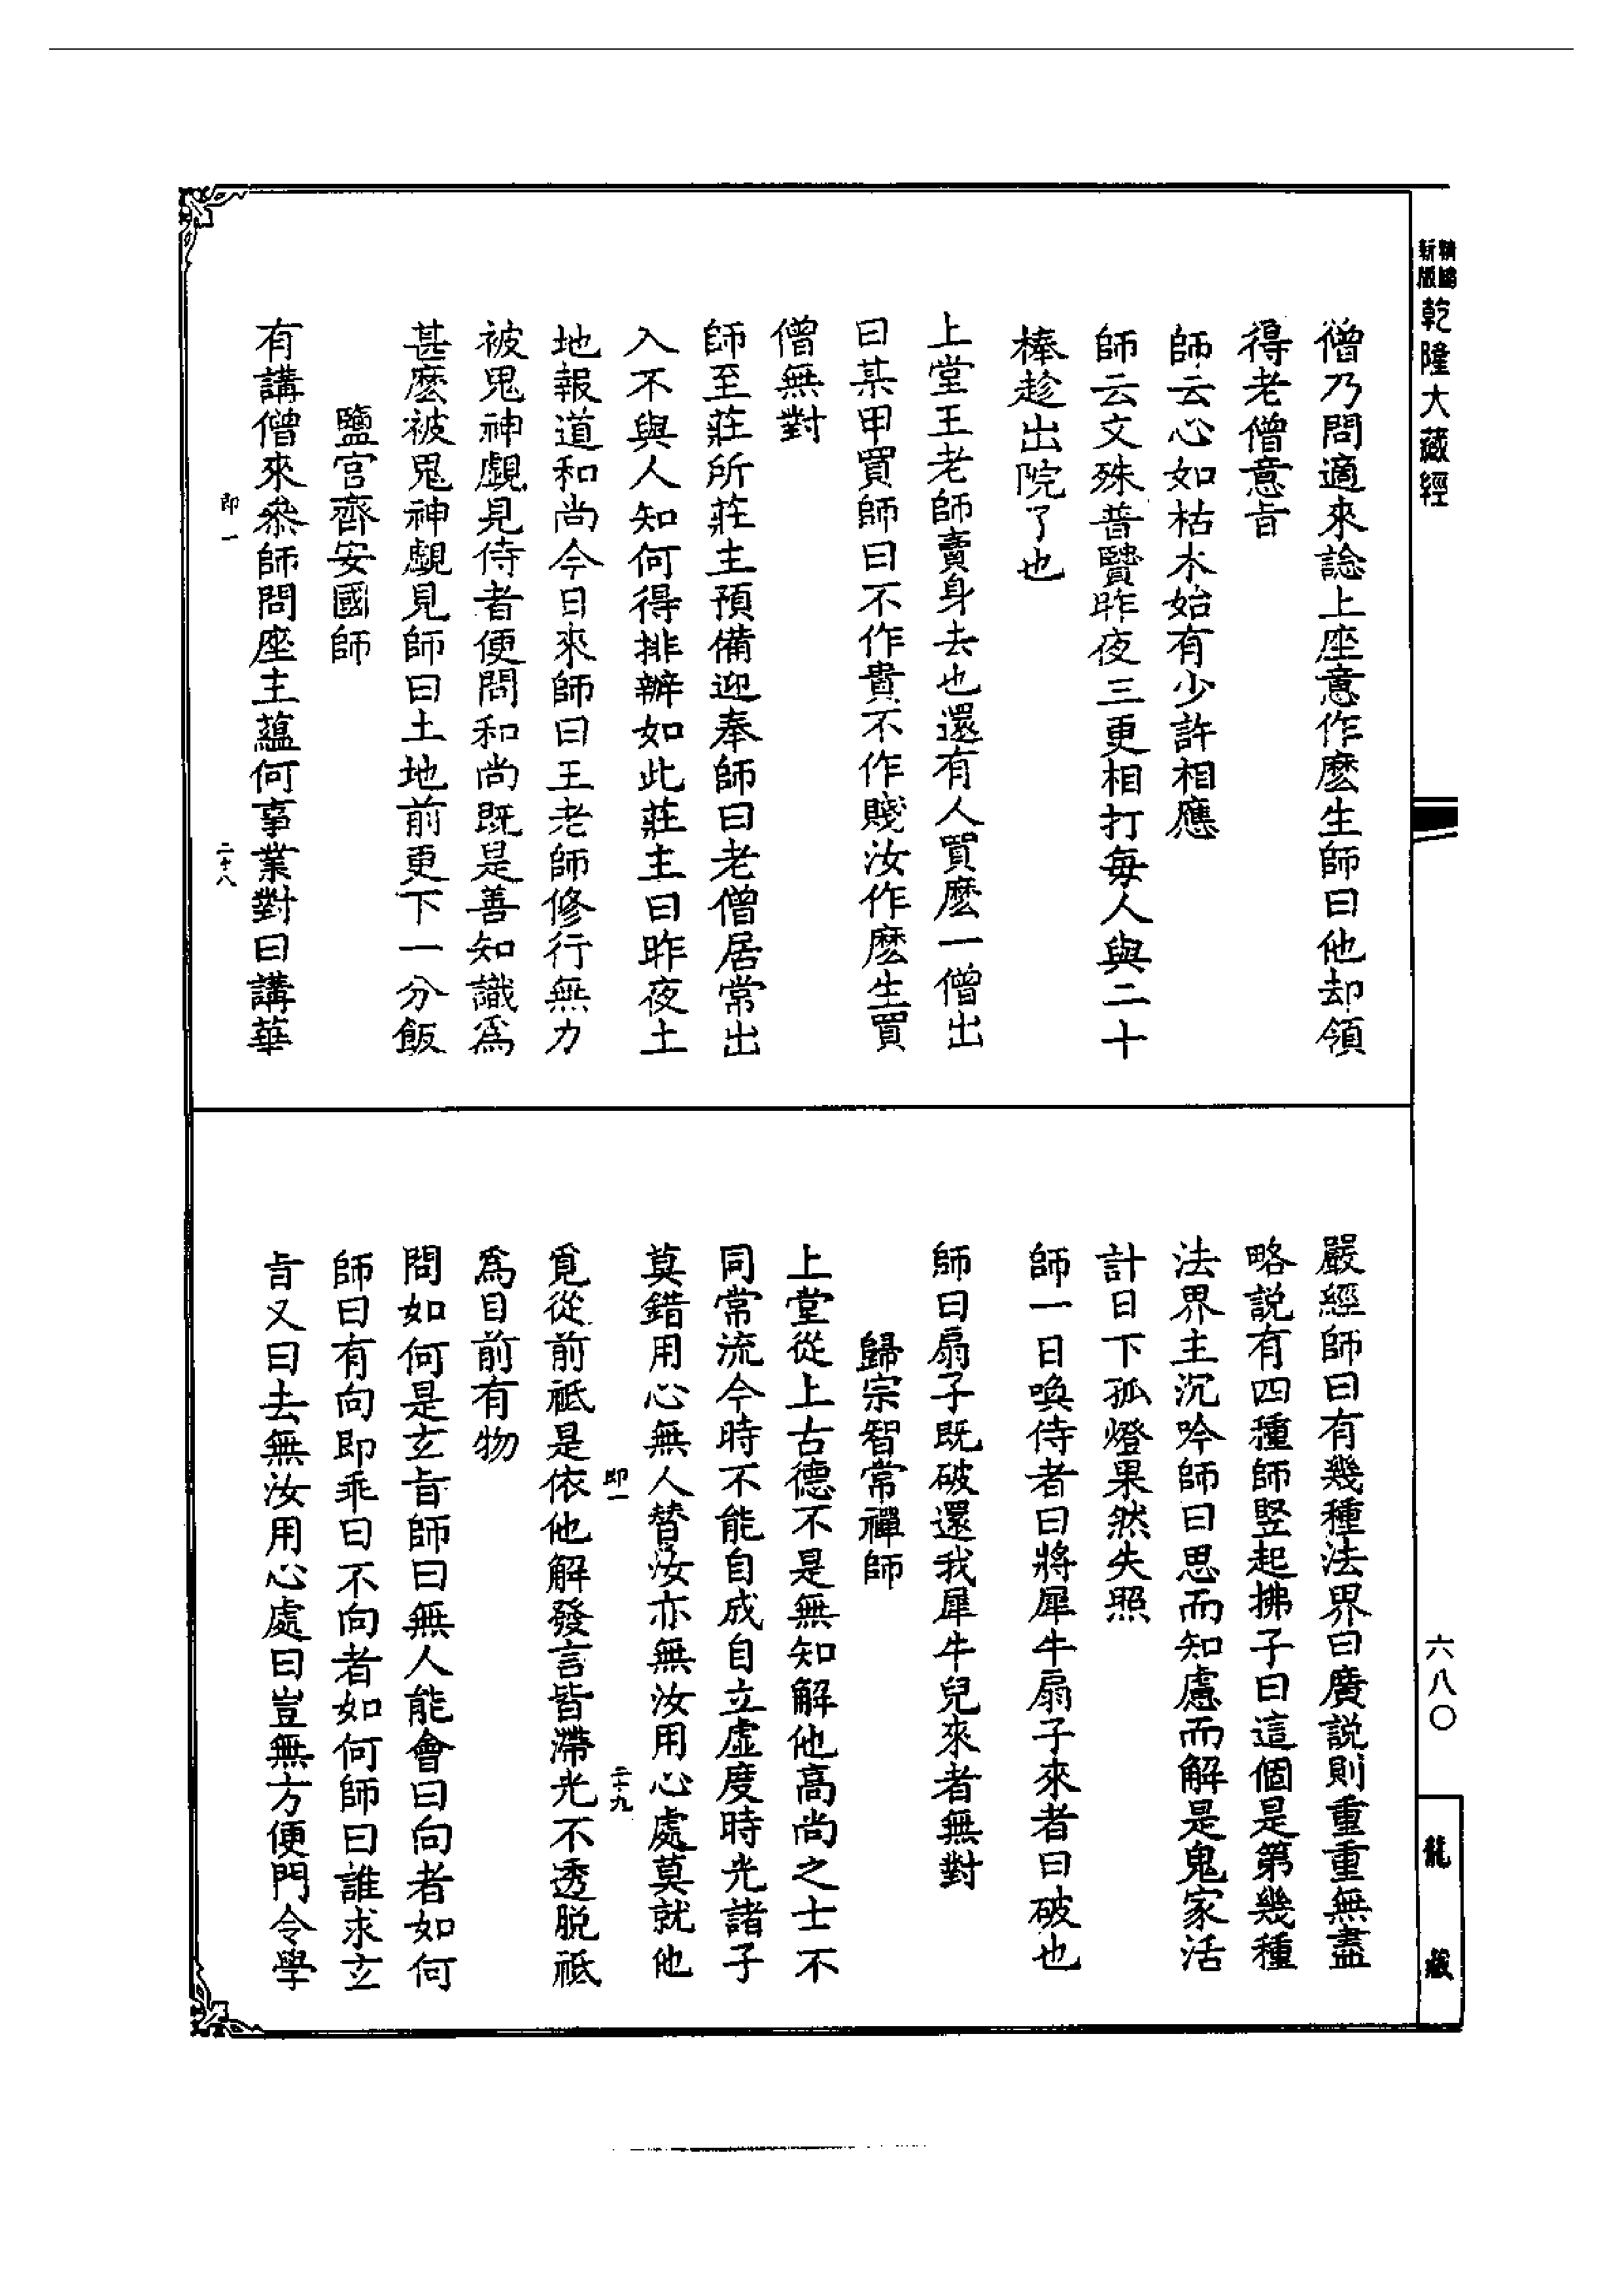 精鵠新版
乾隆大藏經
僧乃問適來諗上座意作麽生師曰他却領
得老僧意旨
師云心如枯木始有少許相應
師云文殊普賢昨夜三更相打每人與二十
棒趁出院了也
上堂王老師賣身去也還有人買麽一僧出
曰某甲買師曰不作貴不作賤汝作麽生買
僧無對
師至莊所莊主預備迎奉師曰老僧居常出
入不與人知何得排辦如此莊主曰昨夜土
地報道和尚今日來師曰王老師修行無力
被鬼神覷見侍者便問和尚既是善知識爲
甚麽被鬼神覷見師曰土地前更下一分飯
鹽官齊安國師
有講僧來叅師問座主蘊何事業對曰講華
即一 二十八
嚴經師曰有幾種法界曰廣說則重重無盡
略說有四種師竪起拂子曰這個是第幾種
法界主沉吟師曰思而知慮而解是鬼家活
計日下孤燈果然失照
師一日喚侍者曰將犀牛扇子來者曰破也
師曰扇子既破還我犀牛兒來者無對
歸宗智常禪師
上堂從上古德不是無知解他高尚之士不
同常流今時不能自成自立虛度時光諸子
莫錯用心無人替汝亦無汝用心處莫就他
即一 二十九
覓從前祗是依他解發言皆滯光不透脫祗
爲目前有物
問如何是玄旨師曰無人能會曰向者如何
師曰有向即乖曰不向者如何師曰誰求玄
旨又曰去無汝用心處曰豈無方便門令學
六八〇
龍藏